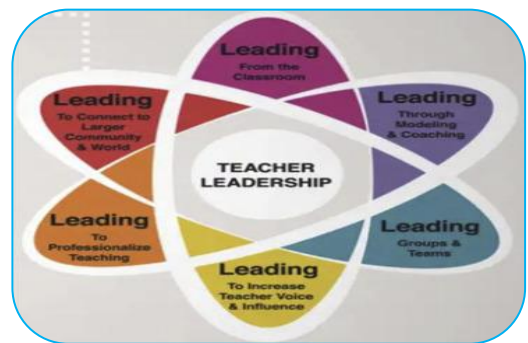 Leading
From the
Classroom
Leading
Through
Modeling
& Coaching
Leading
Groups &
Teams
Leading
To Increase
Teacher Voice
& Influence
Leading
To
Professionalize
Teaching
Leading
To Connect to
Larger
Community
& World
TEACHER
LEADERSHIP